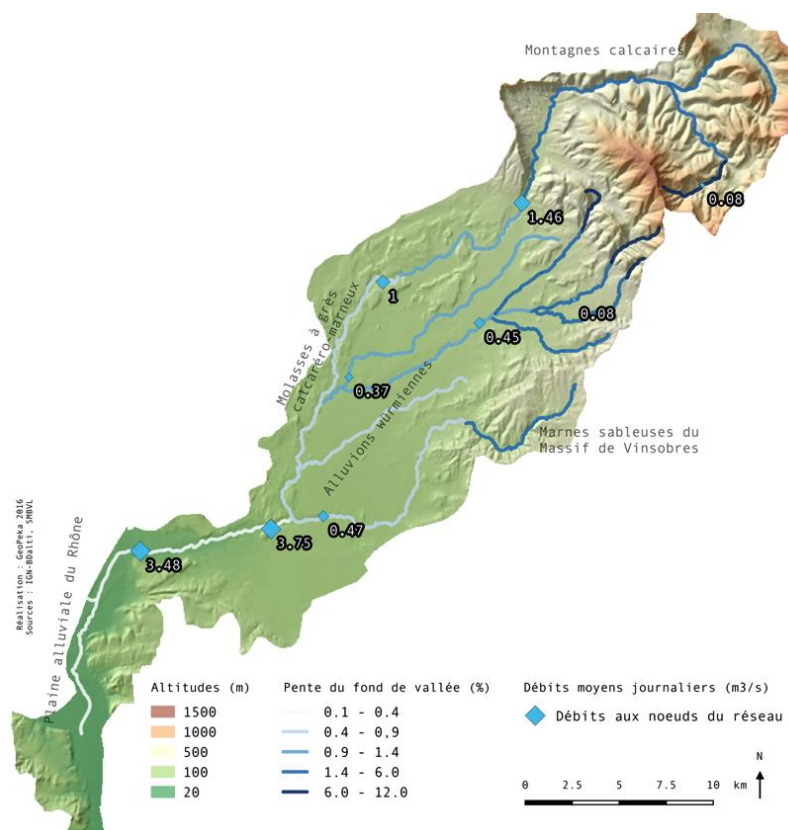 Montagnes calcaires
0.08
1.46
1
0.08
0.45
Molasses à grès
calcaréro-marneux
0.37
Alluvions würmiennes
Marnes sableuses du
Massif de Vinsobres
0.47
3.75
3.48
Plaine alluviale du Rhône
Réalisation : GeoPeka 2016
Sources : IGN-BDalti, SMBVL
Altitudes (m)
1500
1000
500
100
20
Pente du fond de vallée (%)
0.1 - 0.4
0.4 - 0.9
0.9 - 1.4
1.4 - 6.0
6.0 - 12.0
Débits moyens journaliers (m3/s)
Débits aux noeuds du réseau
0 2.5 5 7.5 10 km
N